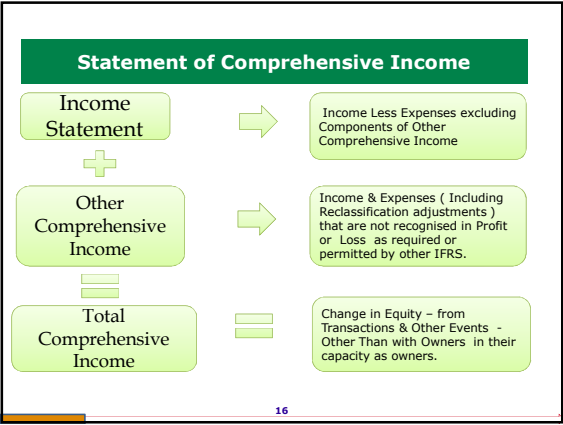 Statement of Comprehensive Income
Income
Statement
Income Less Expenses excluding
Components of Other
Comprehensive Income
Other
Comprehensive
Income
Income & Expenses ( Including
Reclassification adjustments )
that are not recognised in Profit
or Loss as required or
permitted by other IFRS.
Total
Comprehensive
Income
Change in Equity – from
Transactions & Other Events -
Other Than with Owners in their
capacity as owners.
16